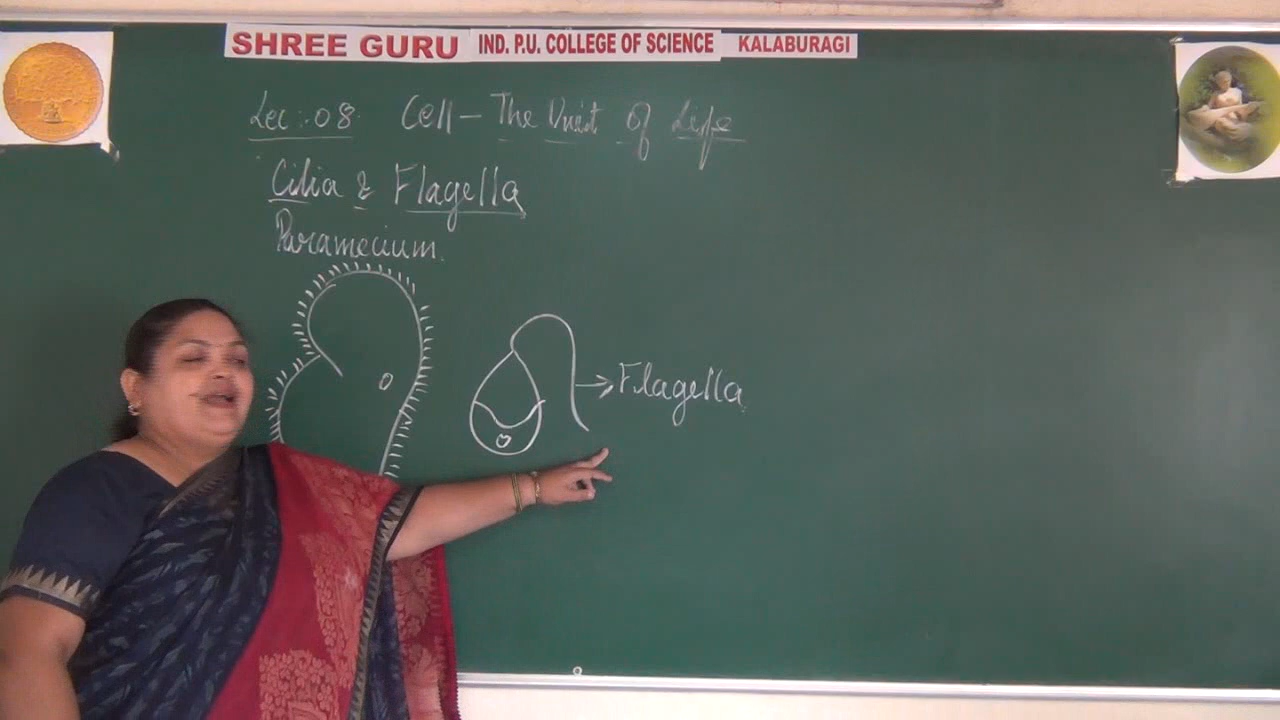 SHREE GURU IND. P.U. COLLEGE OF SCIENCE KALABURAGI
Lec :- 08 Cell - The Unit of Life
Cilia & Flagella
Paramecium.
Flagella